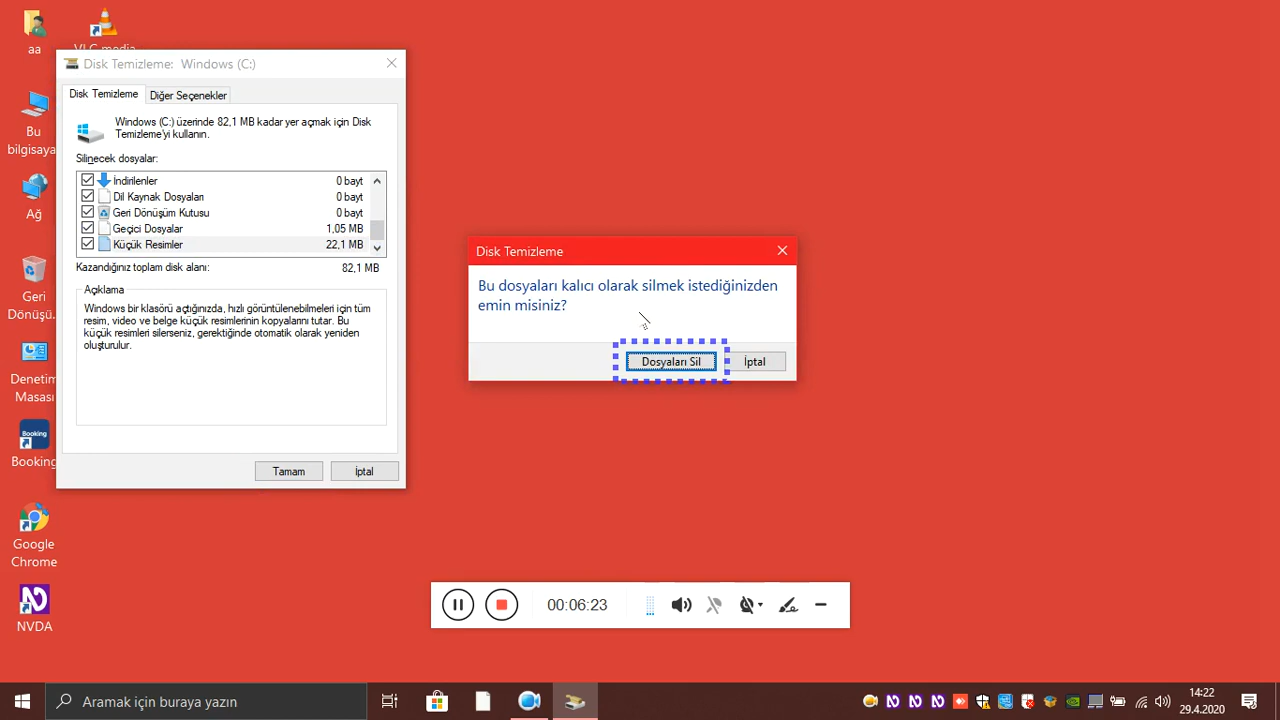 aa
VLC media
Bu
bilgisaya
Ağ
Geri
Dönüşü...
Denetim
Masası
Booking
Booking
Google
Chrome
NVDA
Disk Temizleme: Windows (C:)
Disk Temizleme
Diğer Seçenekler
Windows (C:) üzerinde 82,1 MB kadar yer açmak için Disk
Temizleme'yi kullanın.
Silinecek dosyalar:
İndirilenler 0 bayt
Dil Kaynak Dosyaları 0 bayt
Geri Dönüşüm Kutusu 0 bayt
Geçici Dosyalar 1,05 MB
Küçük Resimler 22,1 MB
Kazandığınız toplam disk alanı: 82,1 MB
Açıklama
Windows bir klasörü açtığınızda, hızlı görüntülenebilmeleri için tüm
resim, video ve belge küçük resimlerinin kopyalarını tutar. Bu
küçük resimleri silerseniz, gerektiğinde otomatik olarak yeniden
oluşturulur.
Tamam
İptal
Disk Temizleme
Bu dosyaları kalıcı olarak silmek istediğinizden
emin misiniz?
Dosyaları Sil
İptal
00:06:23
Aramak için buraya yazın
14:22
29.4.2020